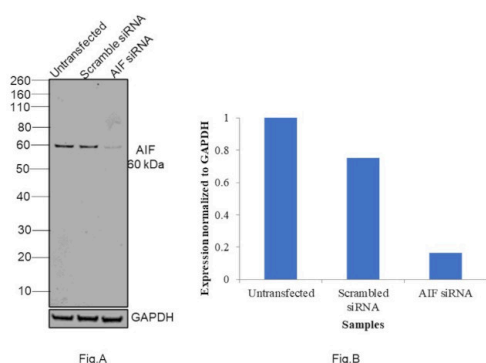 Untransfected
Scramble siRNA
AIF siRNA
260
160
110
80
60
50
40
30
20
10
AIF
60 kDa
GAPDH
Fig.A
Expression normalized to GAPDH
1
0.8
0.6
0.4
0.2
0
Untransfected
Scrambled
siRNA
AIF siRNA
Samples
Fig.B